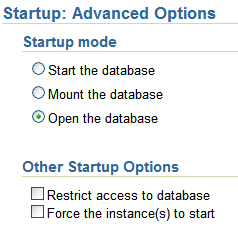 Startup: Advanced Options
Startup mode
Start the database
Mount the database
Open the database
Other Startup Options
Restrict access to database
Force the instance(s) to start